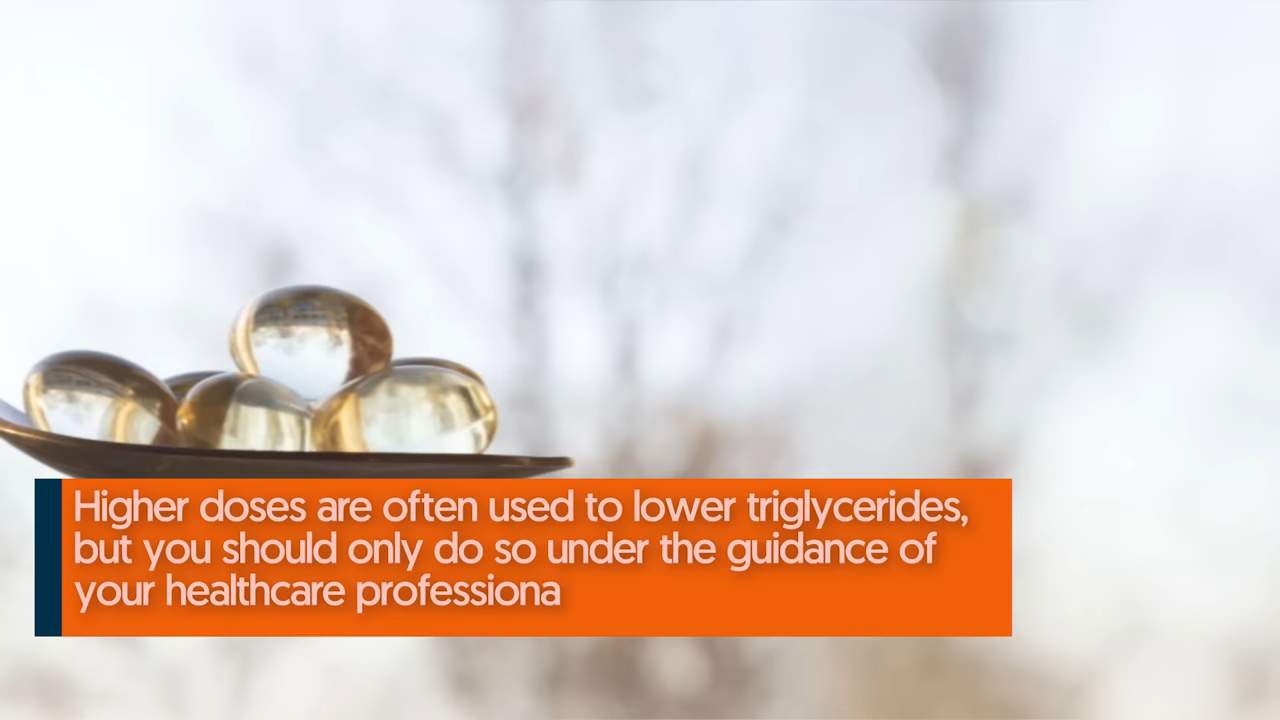 Higher doses are often used to lower triglycerides,
but you should only do so under the guidance of
your healthcare professiona